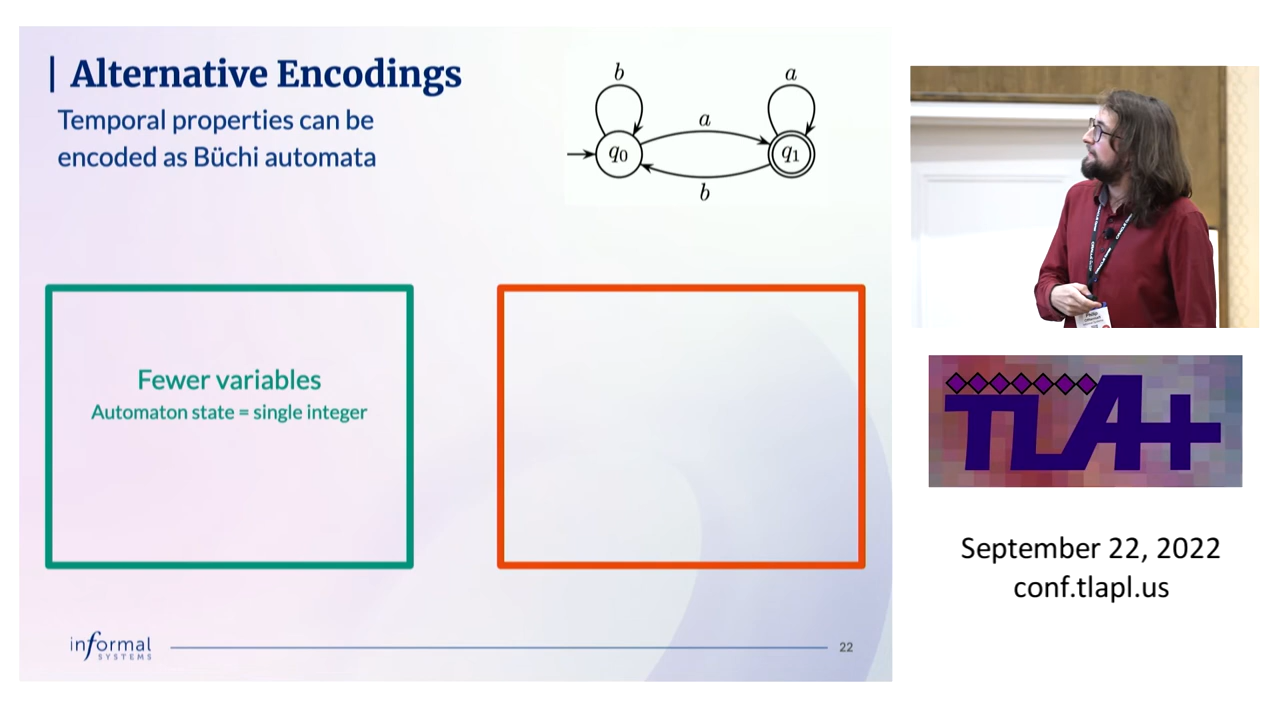 | Alternative Encodings
Temporal properties can be
encoded as Büchi automata
b
a
a
q0
q1
b
Fewer variables
Automaton state = single integer
informal
SYSTEMS
22
TLA+
September 22, 2022
conf.tlapl.us